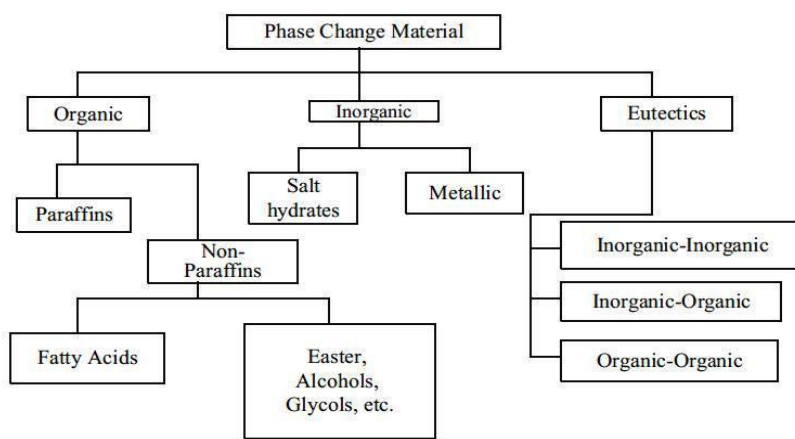 Phase Change Material
Organic
Inorganic
Eutectics
Paraffins
Salt
hydrates
Metallic
Non-
Paraffins
Inorganic-Inorganic
Inorganic-Organic
Organic-Organic
Fatty Acids
Easter,
Alcohols,
Glycols, etc.